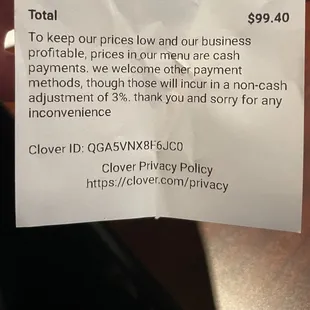 Total $99.40
To keep our prices low and our business
profitable, prices in our menu are cash
payments. we welcome other payment
methods, though those will incur in a non-cash
adjustment of 3%. thank you and sorry for any
inconvenience
Clover ID: QGA5VNX8F6JC0
Clover Privacy Policy
https://clover.com/privacy